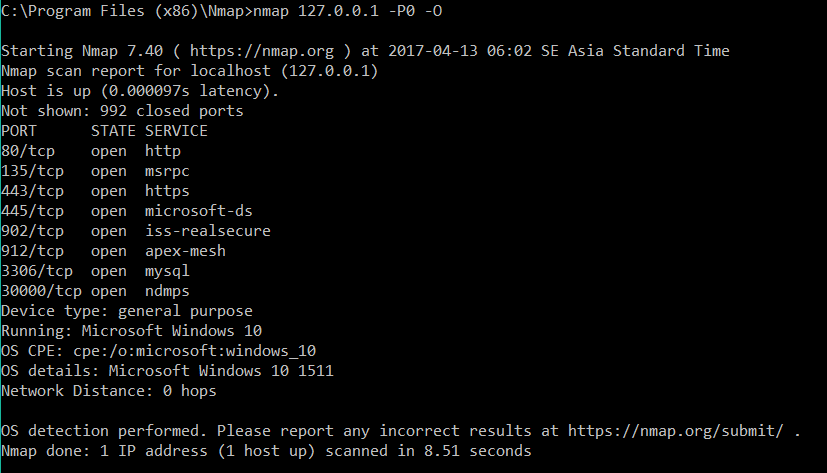 C:\Program Files (x86)\Nmap>nmap 127.0.0.1 -P0 -O
Starting Nmap 7.40 ( https://nmap.org ) at 2017-04-13 06:02 SE Asia Standard Time
Nmap scan report for localhost (127.0.0.1)
Host is up (0.000097s latency).
Not shown: 992 closed ports
PORT      STATE SERVICE
80/tcp    open  http
135/tcp   open  msrpc
443/tcp   open  https
445/tcp   open  microsoft-ds
902/tcp   open  iss-realsecure
912/tcp   open  apex-mesh
3306/tcp  open  mysql
30000/tcp open  ndmps
Device type: general purpose
Running: Microsoft Windows 10
OS CPE: cpe:/o:microsoft:windows_10
OS details: Microsoft Windows 10 1511
Network Distance: 0 hops
OS detection performed. Please report any incorrect results at https://nmap.org/submit/ .
Nmap done: 1 IP address (1 host up) scanned in 8.51 seconds